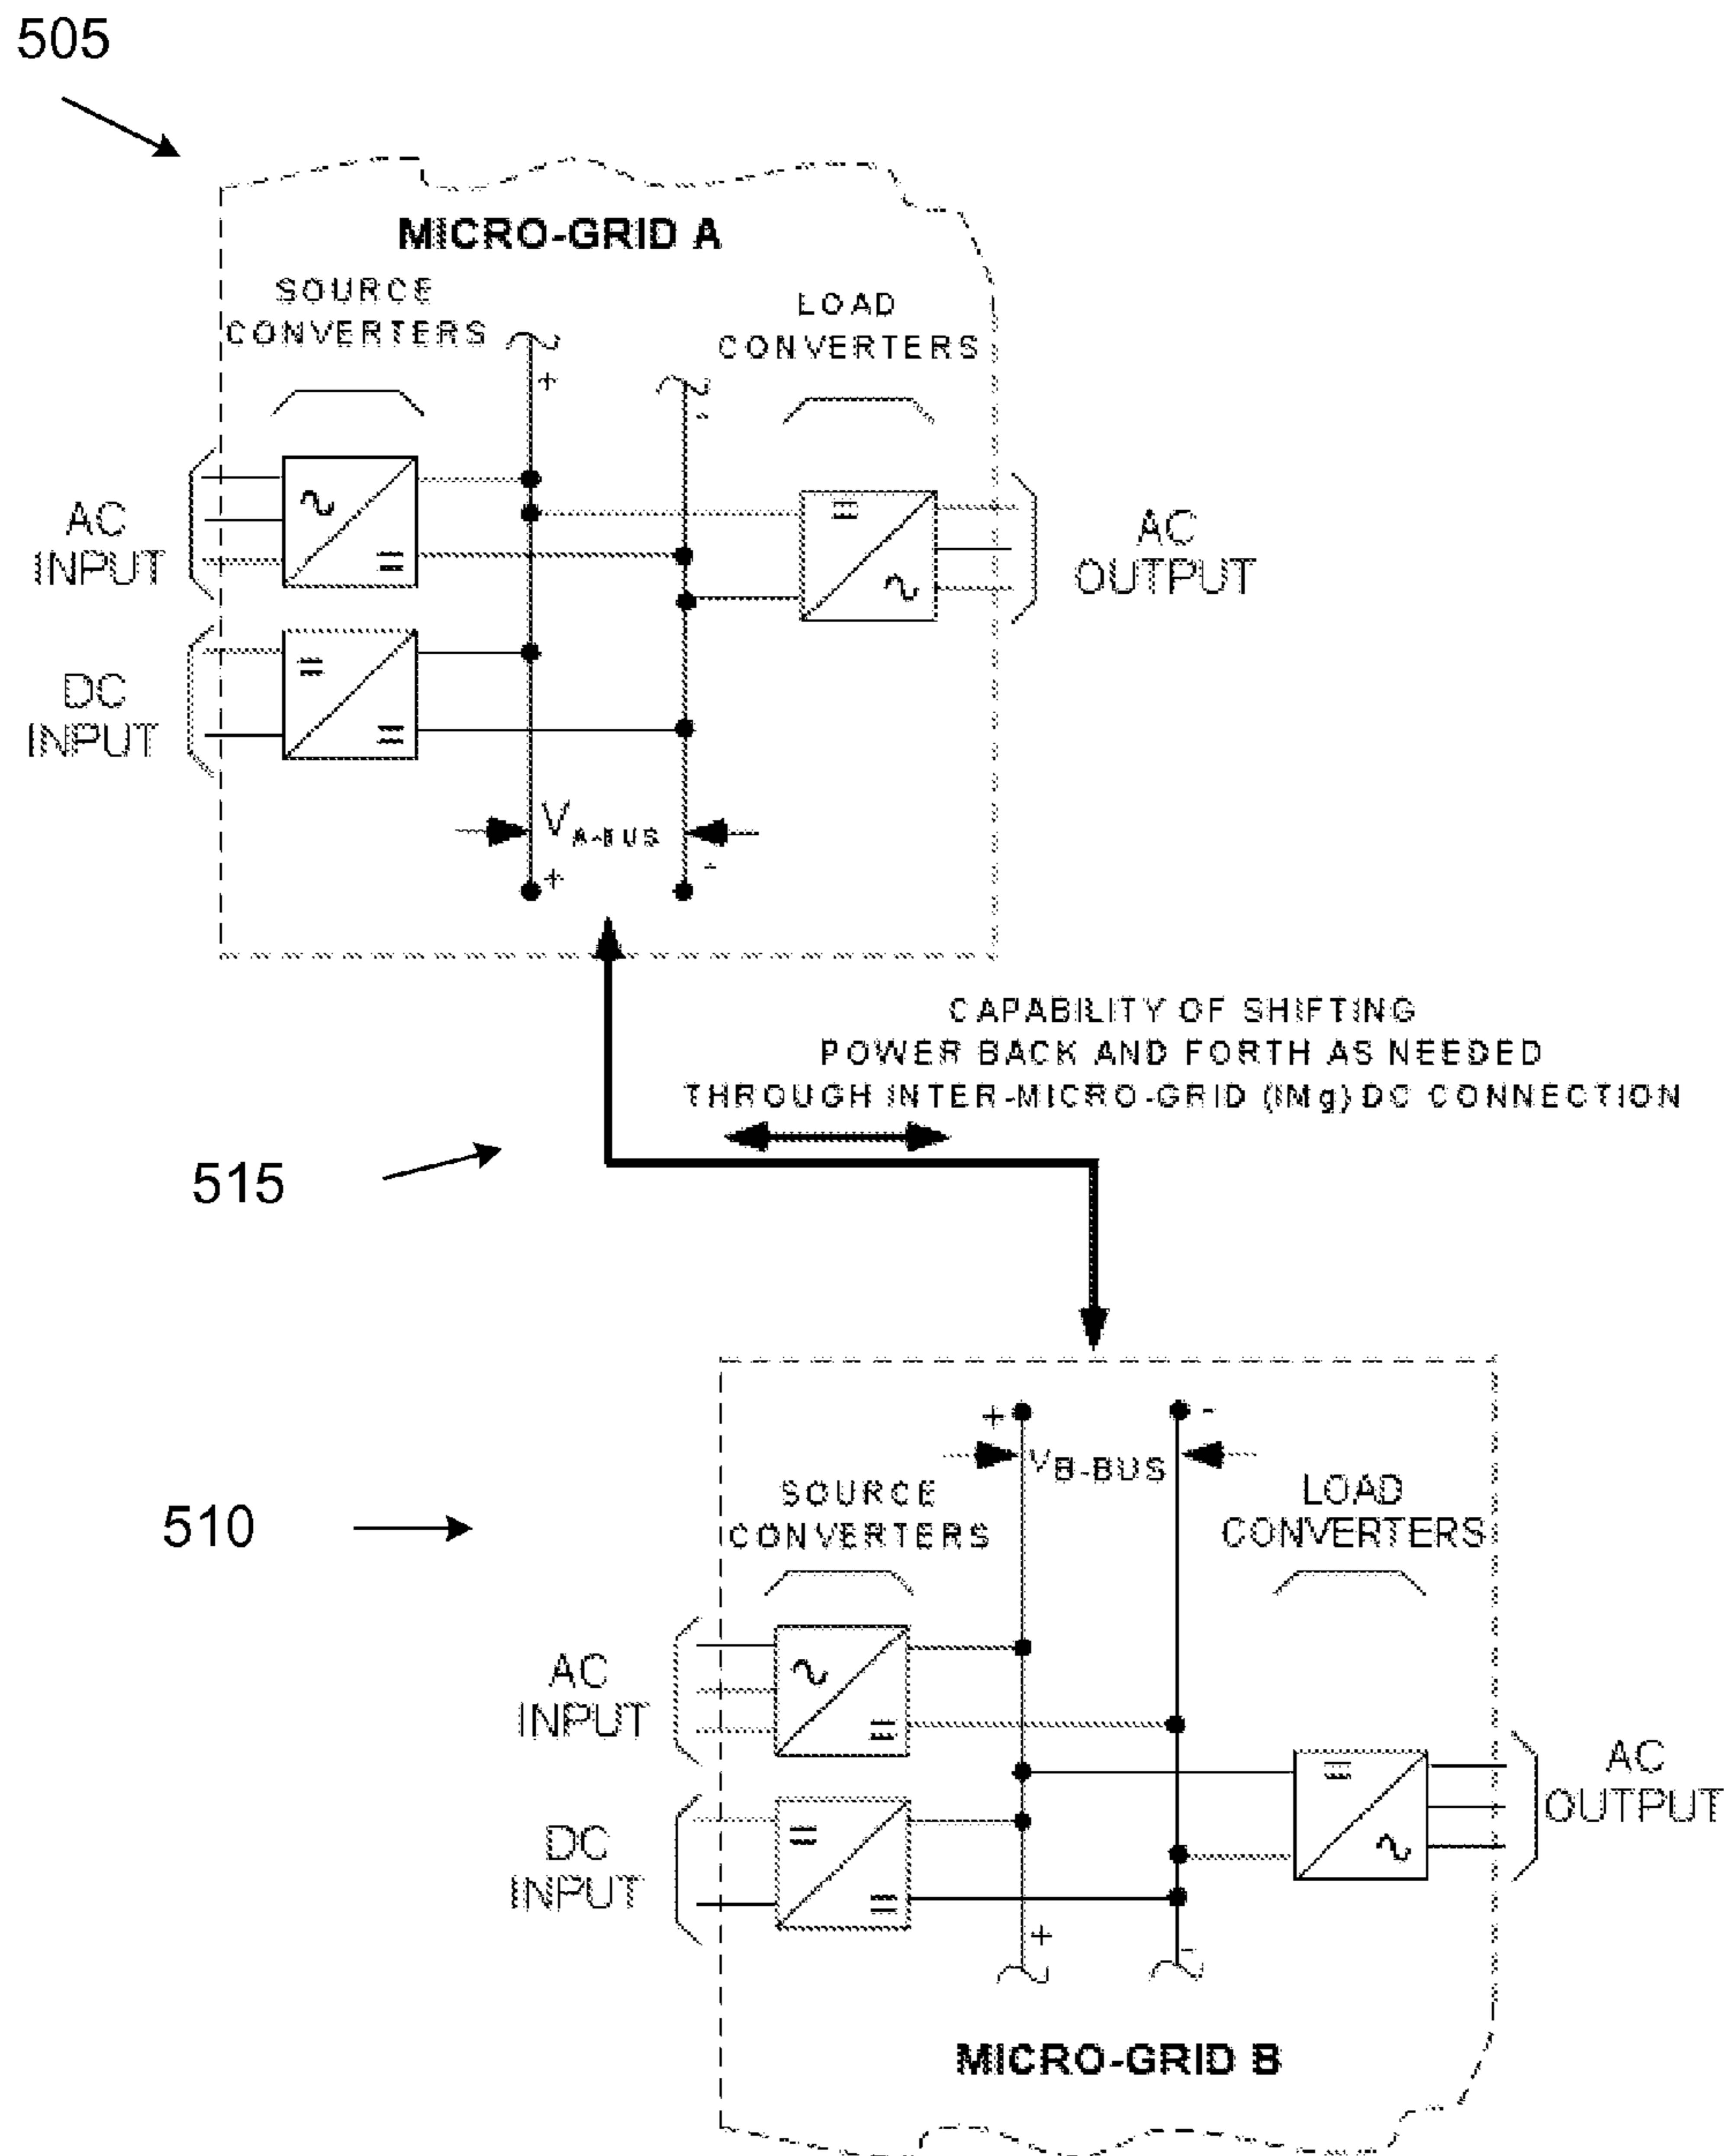 505
MICRO-GRID A
SOURCE
CONVERTERS
LOAD
CONVERTERS
+
-
AC
INPUT
AC
OUTPUT
DC
INPUT
VA-BUS
+
-
CAPABILITY OF SHIFTING
POWER BACK AND FORTH AS NEEDED
THROUGH INTER-MICRO-GRID (IMg) DC CONNECTION
515
+
-
VB-BUS
510
SOURCE
CONVERTERS
LOAD
CONVERTERS
AC
INPUT
AC
OUTPUT
DC
INPUT
+
-
MICRO-GRID B